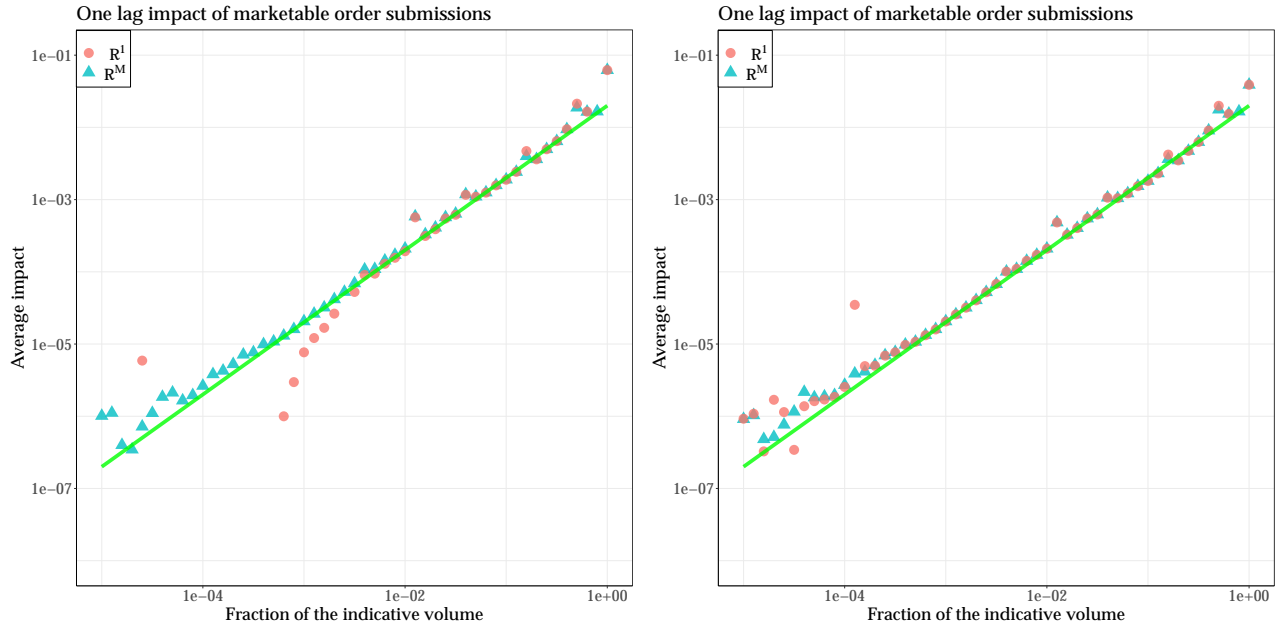 One lag impact of marketable order submissions
R¹
Rᴹ
1e−01
1e−03
1e−05
1e−07
Average impact
1e−04
1e−02
1e+00
Fraction of the indicative volume
One lag impact of marketable order submissions
R¹
Rᴹ
1e−01
1e−03
1e−05
1e−07
Average impact
1e−04
1e−02
1e+00
Fraction of the indicative volume